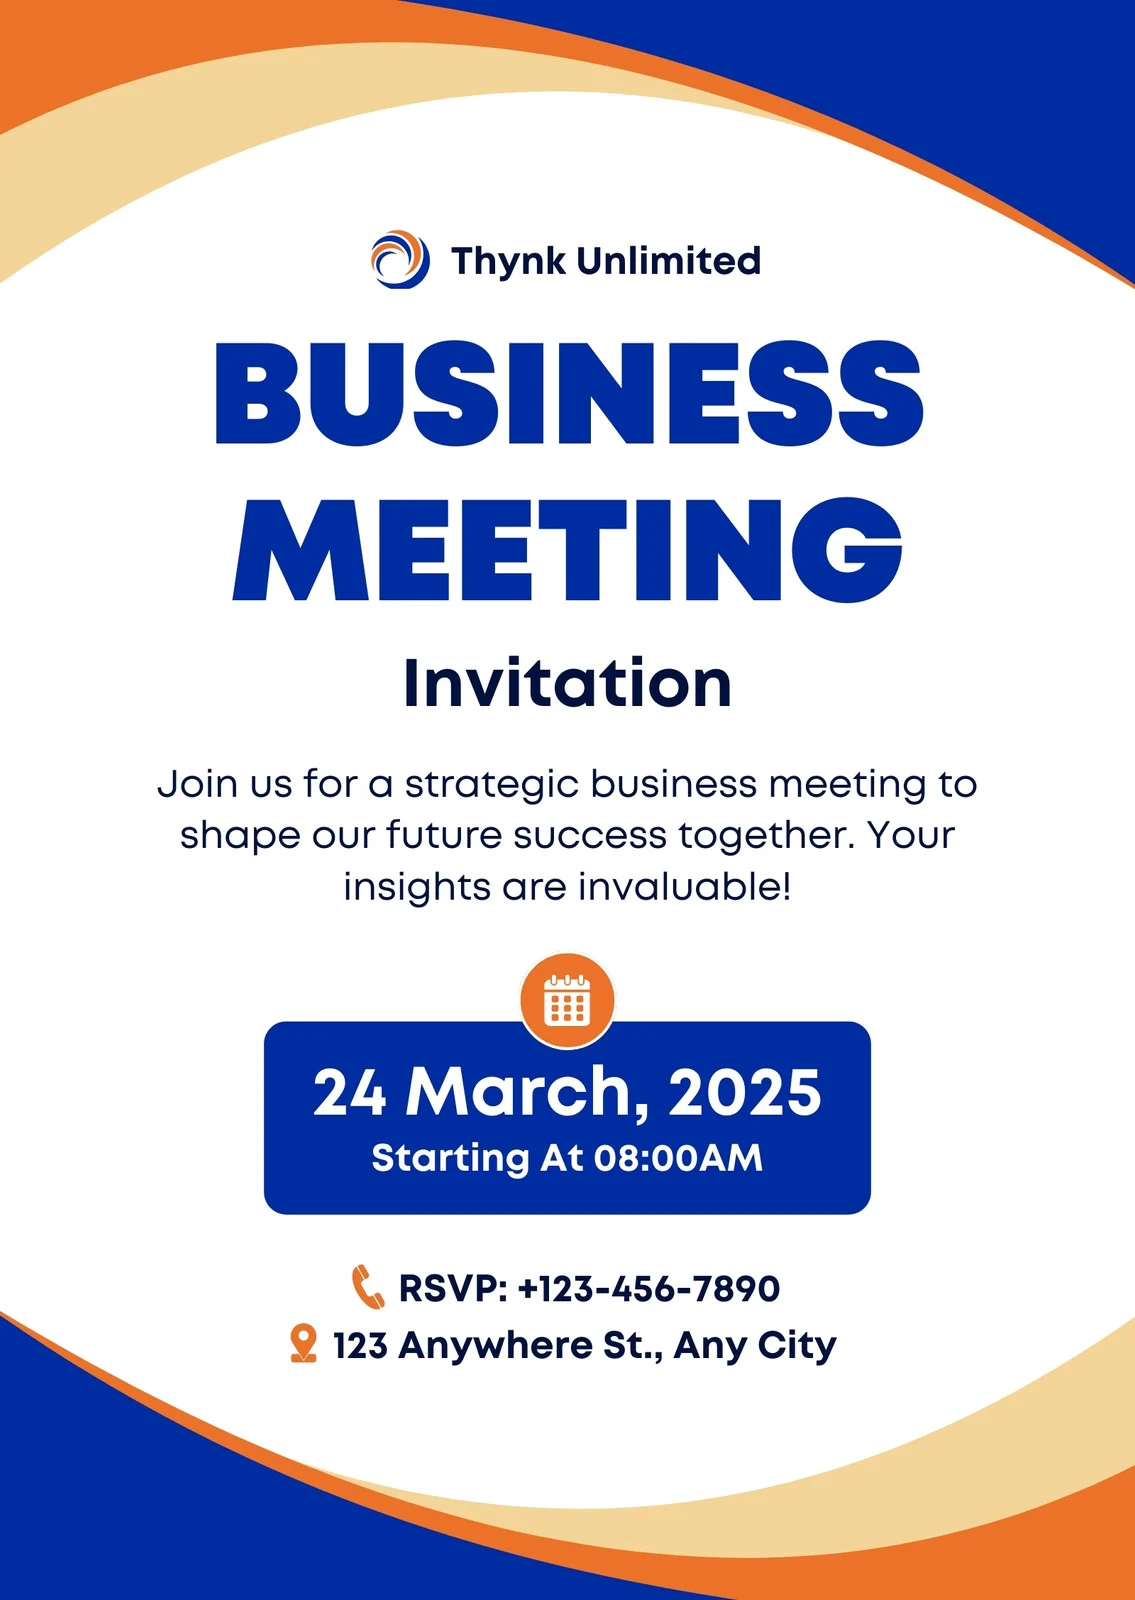 Thynk Unlimited
BUSINESS
MEETING
Invitation
Join us for a strategic business meeting to
shape our future success together. Your
insights are invaluable!
24 March, 2025
Starting At 08:00AM
RSVP: +123-456-7890
123 Anywhere St., Any City